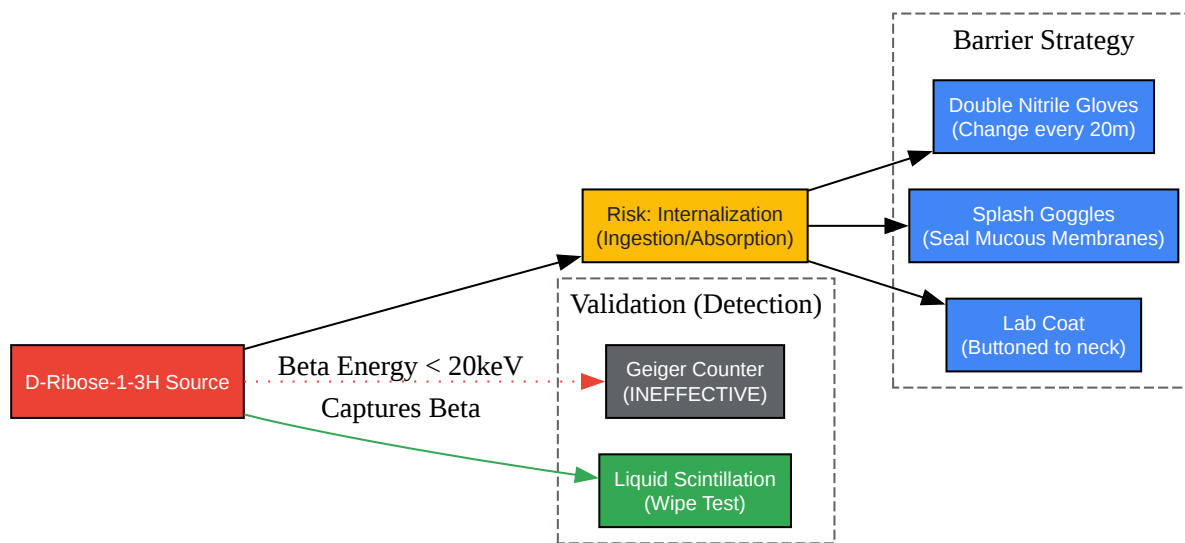 Barrier Strategy
Double Nitrile Gloves
(Change every 20m)
Risk: Internalization
(Ingestion/Absorption)
Splash Goggles
(Seal Mucous Membranes)
Validation (Detection)
Lab Coat
(Buttoned to neck)
D-Ribose-1-3H Source
Beta Energy < 20keV
Geiger Counter
(INEFFECTIVE)
Captures Beta
Liquid Scintillation
(Wipe Test)